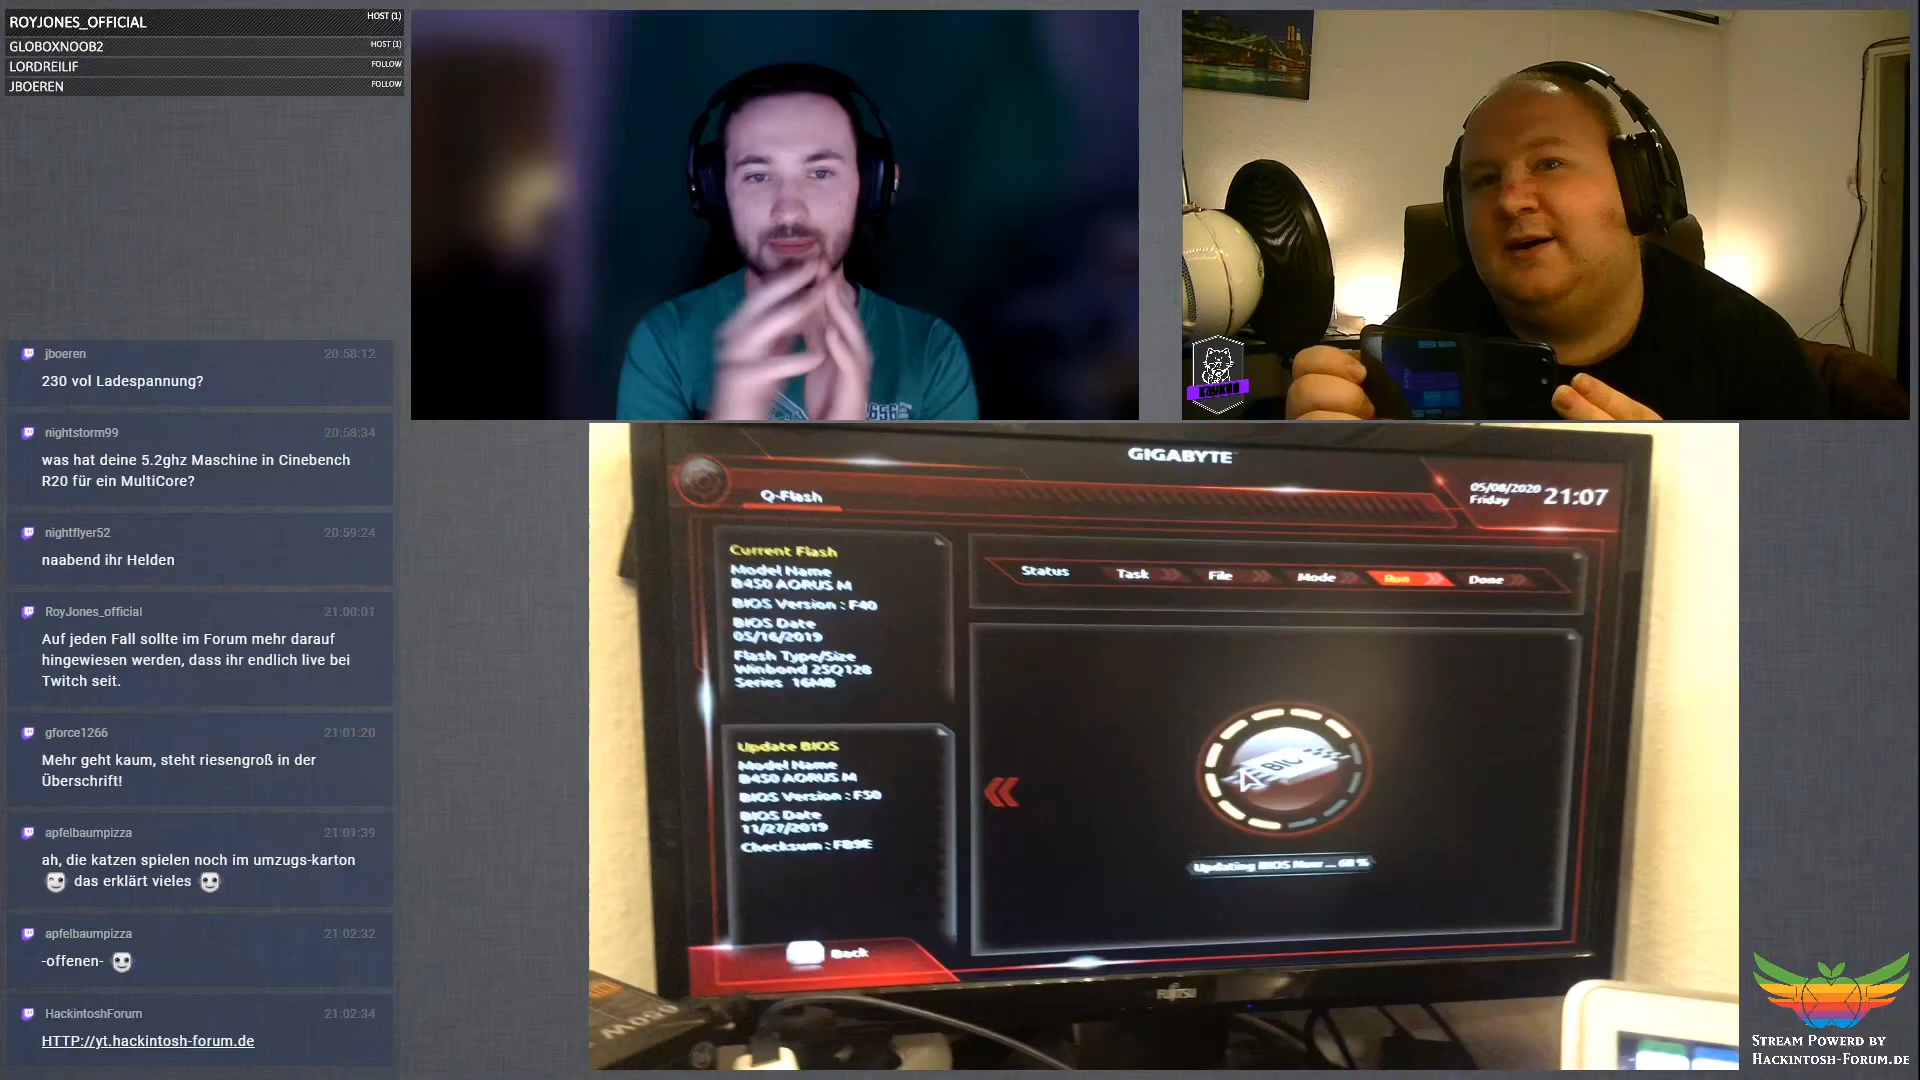 ROYJONES_OFFICIAL HOST (1)
GLOBOXNOOB2 HOST (1)
LORDREILIF FOLLOW
JBOEREN FOLLOW
jboeren 20:58:12
230 vol Ladespannung?
nightstorm99 20:58:34
was hat deine 5.2ghz Maschine in Cinebench
R20 für ein MultiCore?
nightflyer52 20:59:24
naabend ihr Helden
RoyJones_official 21:00:01
Auf jeden Fall sollte im Forum mehr darauf
hingewiesen werden, dass ihr endlich live bei
Twitch seit.
gforce1266 21:01:20
Mehr geht kaum, steht riesengroß in der
Überschrift!
apfelbaumpizza 21:01:39
ah, die katzen spielen noch im umzugs-karton
das erklärt vieles
apfelbaumpizza 21:02:32
-offenen-
HackintoshForum 21:02:34
HTTP://yt.hackintosh-forum.de
GIGABYTE
Q-Flash
05/08/2020
Friday
21:07
Current Flash
Model Name
B450 AORUS M
BIOS Version : F40
BIOS Date
05/16/2019
Flash Type/Size
Winbond 25Q128
Series 16MB
Status Task File Mode Run Done
Update BIOS
Model Name
B450 AORUS M
BIOS Version : F50
BIOS Date
11/27/2019
Checksum : FB9E
Updating BIOS Now ... 68 %
Back
FUJITSU
STREAM POWERD BY
HACKINTOSH-FORUM.DE